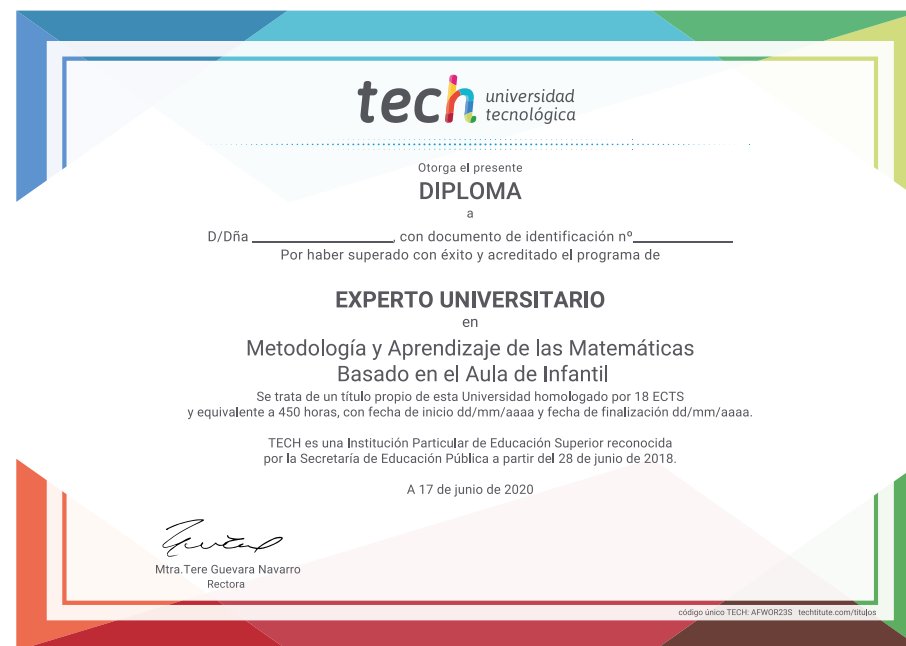 tech universidad
tecnológica
Otorga el presente
DIPLOMA
a
D/Dña ____________________, con documento de identificación nº______________
Por haber superado con éxito y acreditado el programa de
EXPERTO UNIVERSITARIO
en
Metodología y Aprendizaje de las Matemáticas
Basado en el Aula de Infantil
Se trata de un título propio de esta Universidad homologado por 18 ECTS
y equivalente a 450 horas, con fecha de inicio dd/mm/aaaa y fecha de finalización dd/mm/aaaa.
TECH es una Institución Particular de Educación Superior reconocida
por la Secretaría de Educación Pública a partir del 28 de junio de 2018.
A 17 de junio de 2020
Mtra.Tere Guevara Navarro
Rectora
código único TECH: AFWOR23S techtitute.com/titulos